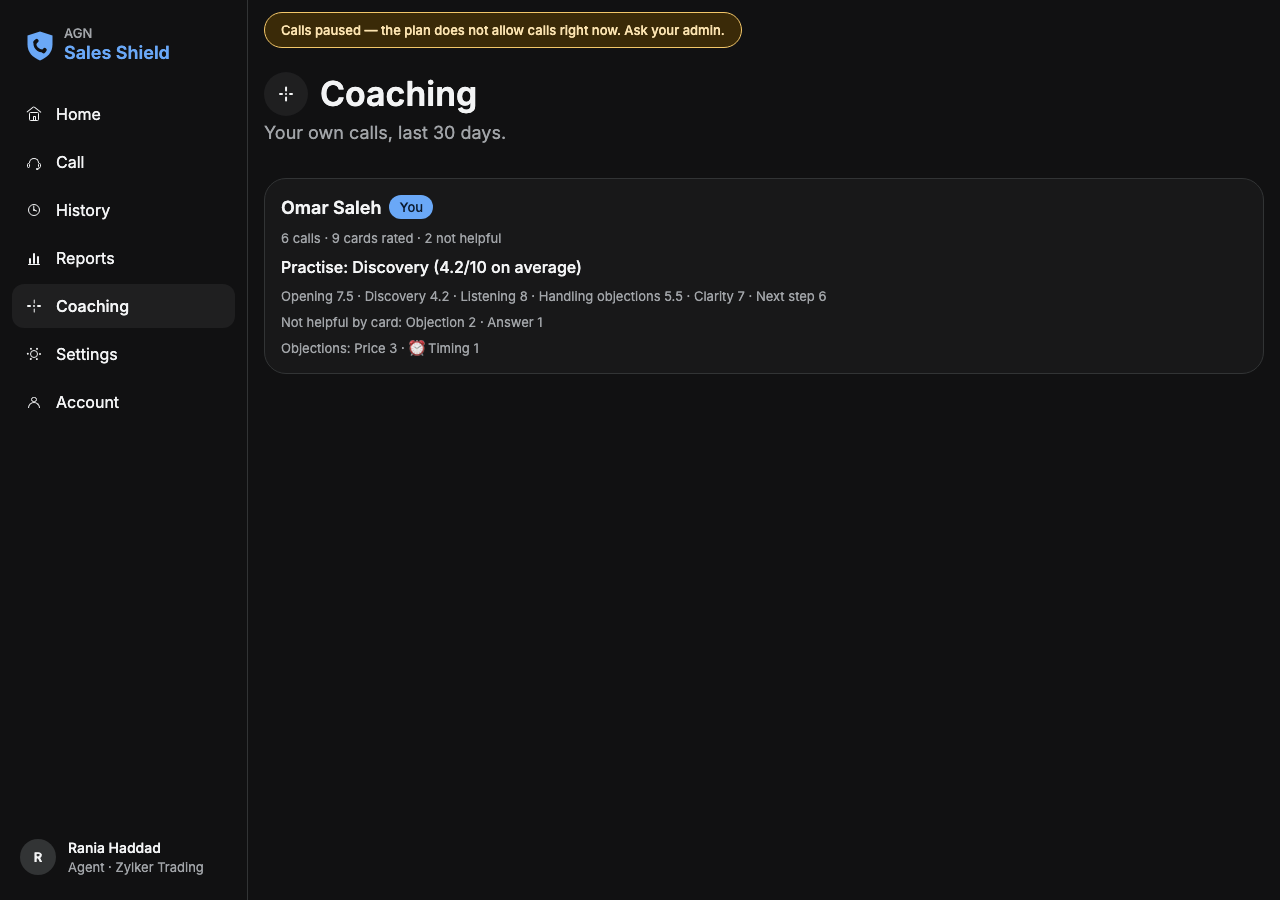 AGN
Sales Shield
Home
Call
History
Reports
Coaching
Settings
Account
R
Rania Haddad
Agent · Zylker Trading
Calls paused — the plan does not allow calls right now. Ask your admin.
Coaching
Your own calls, last 30 days.
Omar Saleh You
6 calls · 9 cards rated · 2 not helpful
Practise: Discovery (4.2/10 on average)
Opening 7.5 · Discovery 4.2 · Listening 8 · Handling objections 5.5 · Clarity 7 · Next step 6
Not helpful by card: Objection 2 · Answer 1
Objections: Price 3 · ⏰ Timing 1